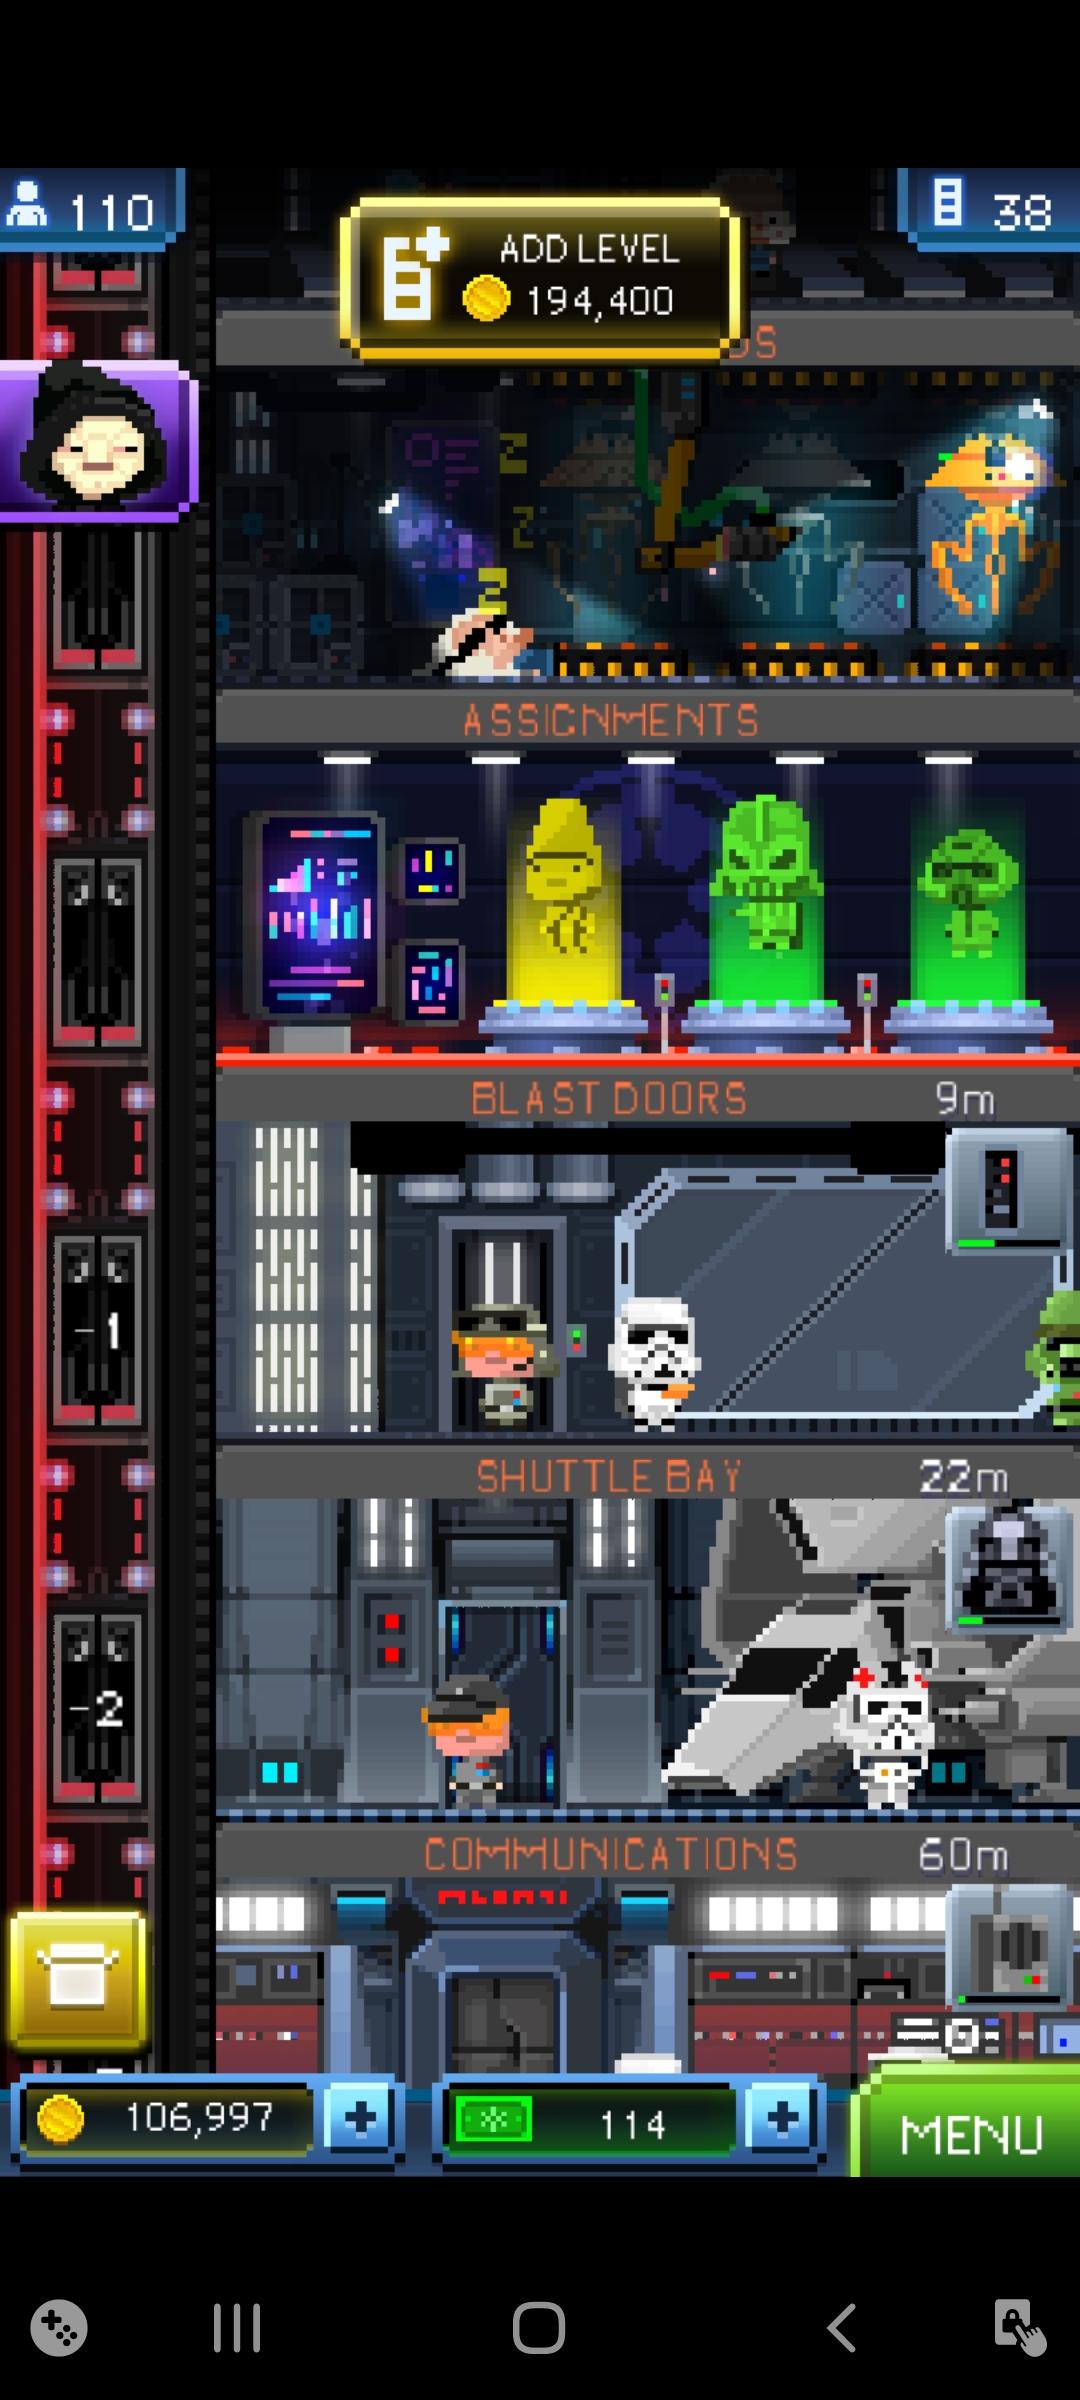 110
ADD LEVEL
194,400
38
DS
Z
Z
Z
ASSIGNMENTS
BLAST DOORS 9m
-1
SHUTTLE BAY 22m
-2
COMMUNICATIONS 60m
106,997
114
MENU